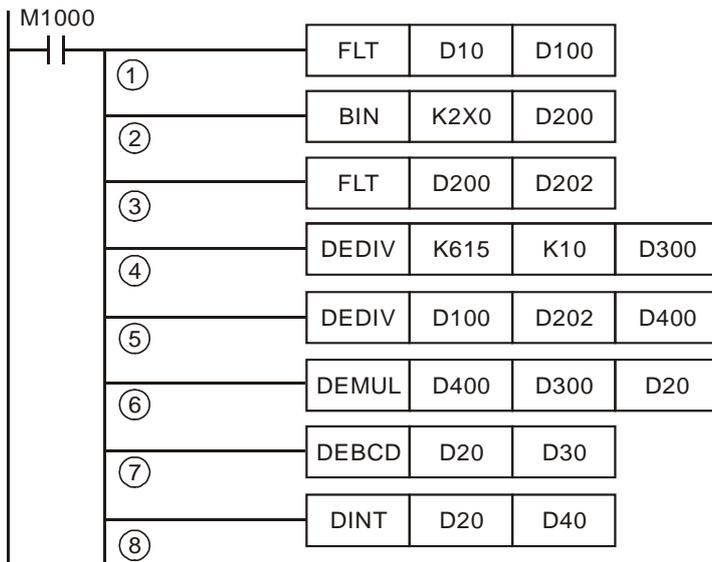 M1000
FLT D10 D100
①
BIN K2X0 D200
②
FLT D200 D202
③
DEDIV K615 K10 D300
④
DEDIV D100 D202 D400
⑤
DEMUL D400 D300 D20
⑥
DEBCD D20 D30
⑦
DINT D20 D40
⑧